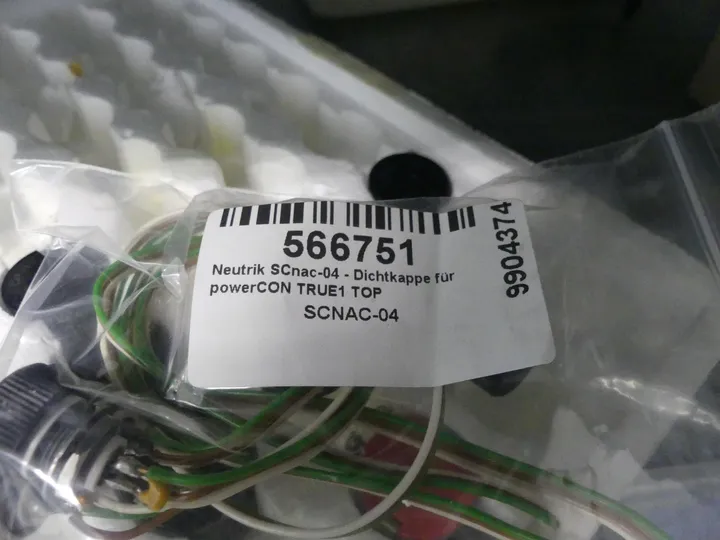 566751
Neutrik SCnac-04 - Dichtkappe für
powerCON TRUE1 TOP
SCNAC-04
9904374